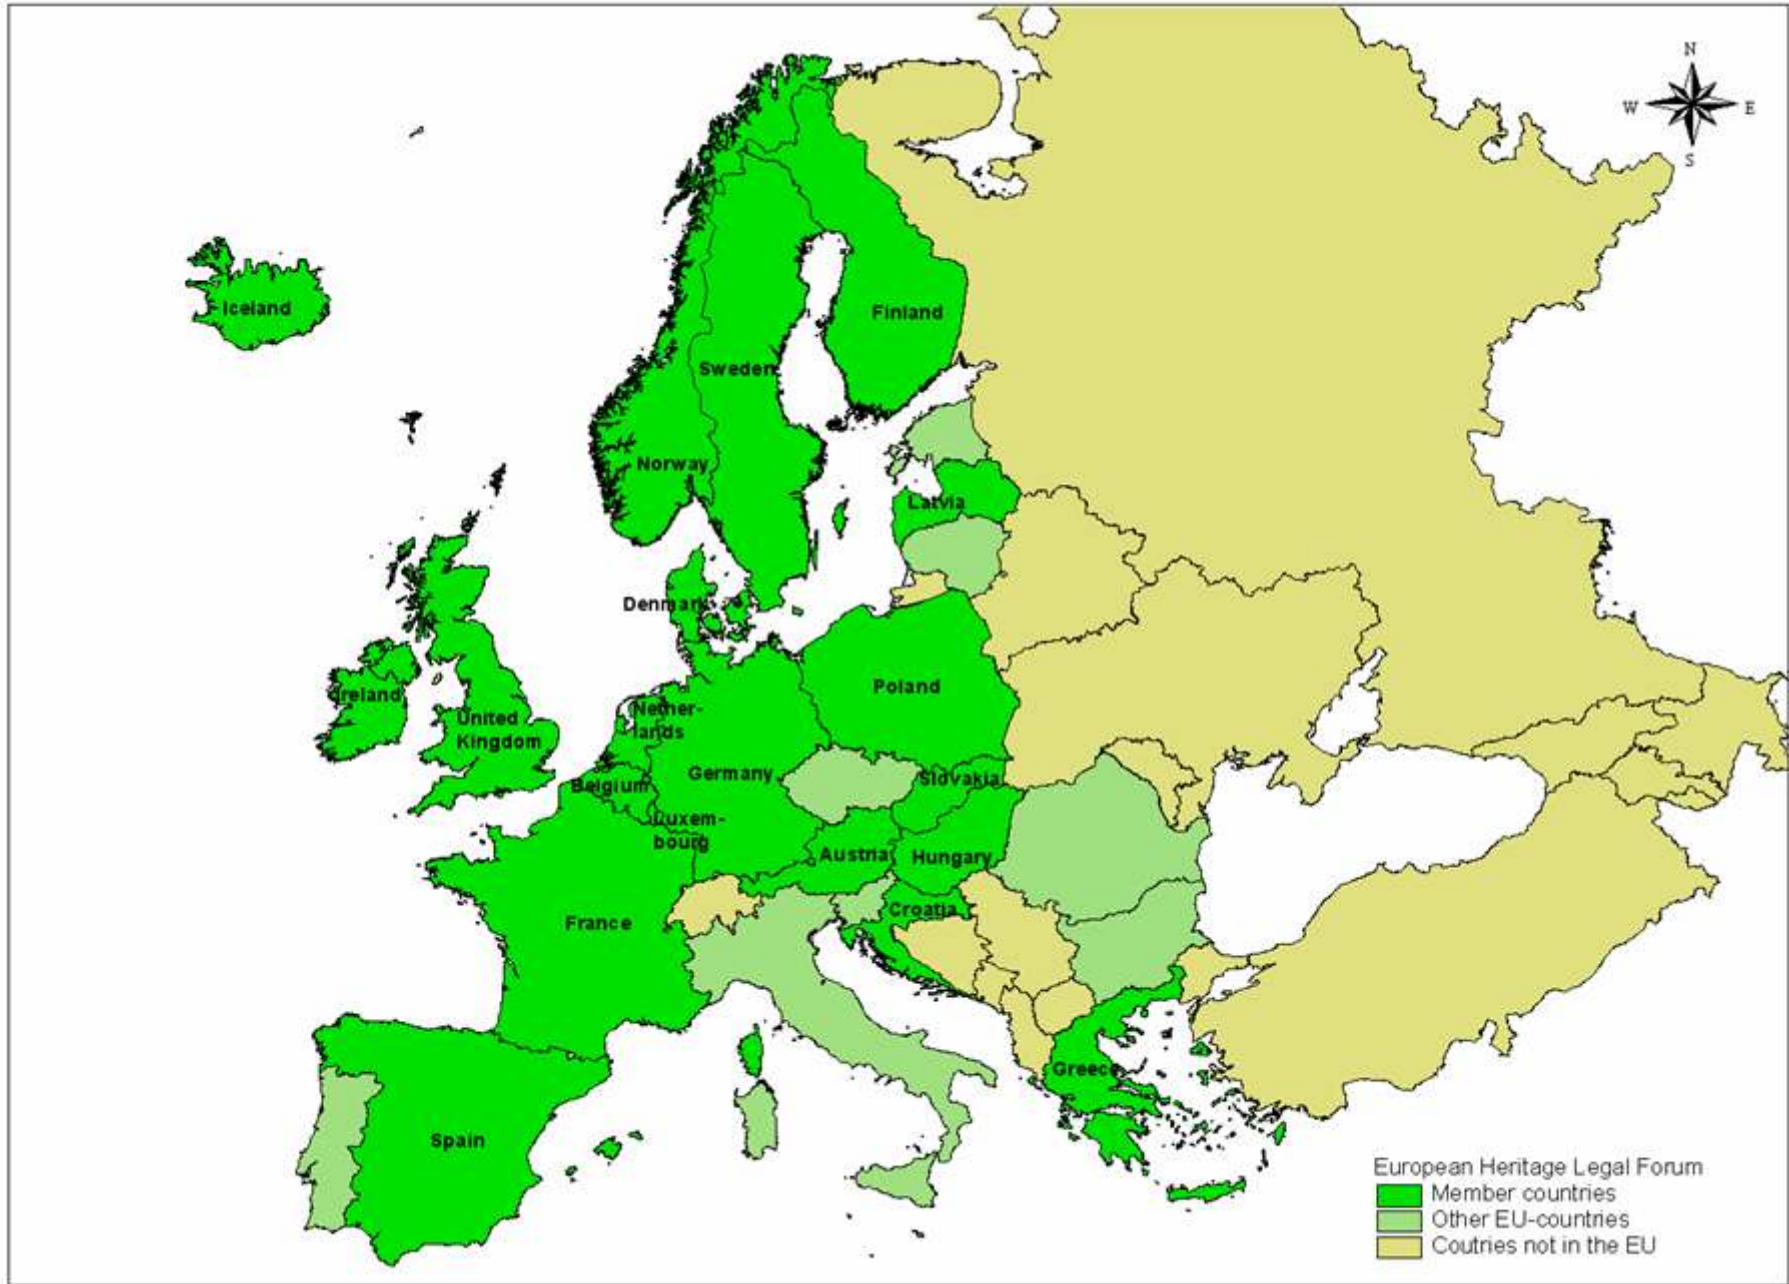 N
W E
S
Iceland
Finland
Sweden
Norway
Latvia
Denmark
Ireland
United
Kingdom
Nether-
lands
Poland
Belgium
Germany
Slovakia
Luxem-
bourg
Austria
Hungary
France
Croatia
Greece
Spain
European Heritage Legal Forum
Member countries
Other EU-countries
Coutries not in the EU